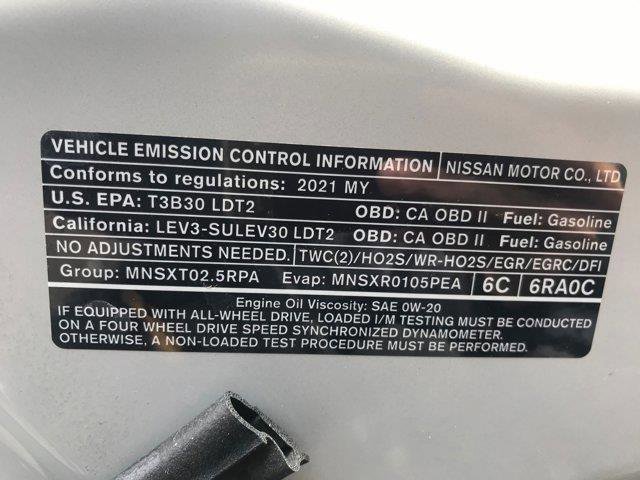 VEHICLE EMISSION CONTROL INFORMATION NISSAN MOTOR CO., LTD
Conforms to regulations: 2021 MY
U.S. EPA: T3B30 LDT2 OBD: CA OBD II Fuel: Gasoline
California: LEV3-SULEV30 LDT2 OBD: CA OBD II Fuel: Gasoline
NO ADJUSTMENTS NEEDED. TWC(2)/HO2S/WR-HO2S/EGR/EGRC/DFI
Group: MNSXT02.5RPA Evap: MNSXR0105PEA 6C 6RA0C
Engine Oil Viscosity: SAE 0W-20
IF EQUIPPED WITH ALL-WHEEL DRIVE, LOADED I/M TESTING MUST BE CONDUCTED
ON A FOUR WHEEL DRIVE SPEED SYNCHRONIZED DYNAMOMETER.
OTHERWISE, A NON-LOADED TEST PROCEDURE MUST BE PERFORMED.